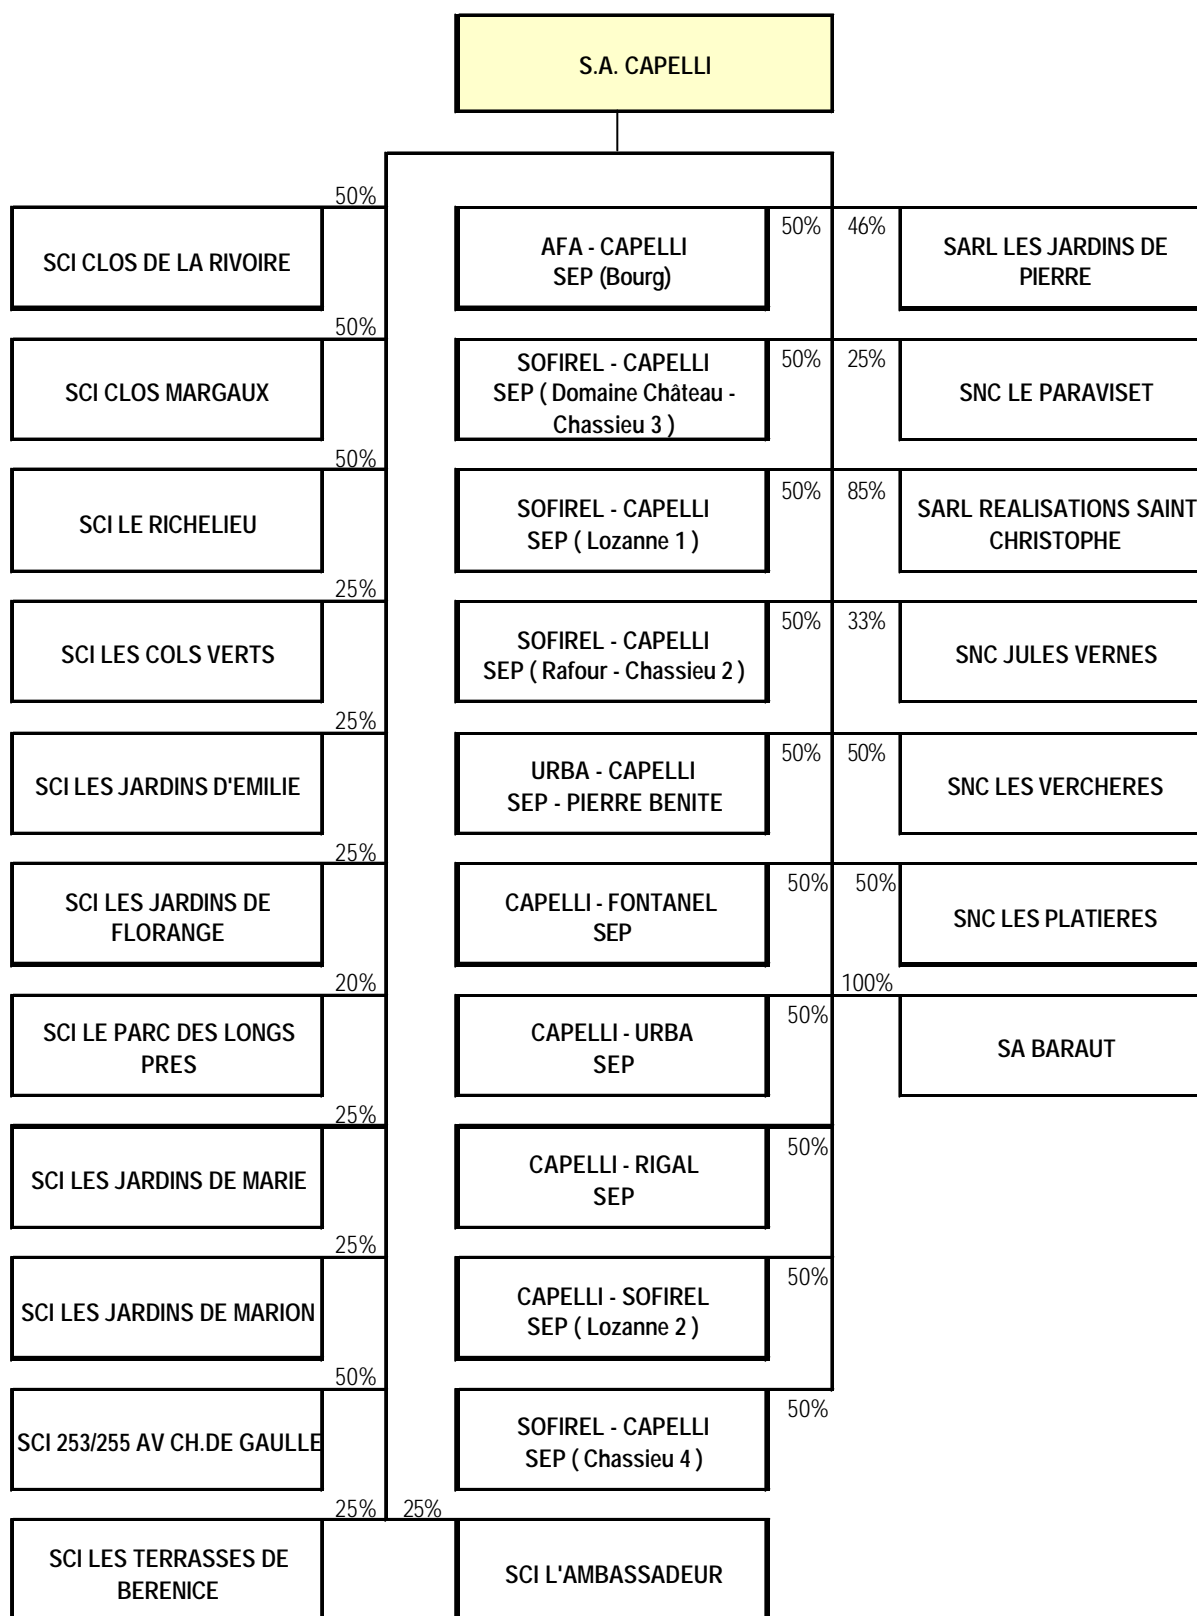 S.A. CAPELLI
50%
SCI CLOS DE LA RIVOIRE
AFA - CAPELLI
SEP (Bourg)
50%
46%
SARL LES JARDINS DE
PIERRE
50%
SCI CLOS MARGAUX
SOFIREL - CAPELLI
SEP ( Domaine Château -
Chassieu 3 )
50%
25%
SNC LE PARAVISET
50%
SCI LE RICHELIEU
SOFIREL - CAPELLI
SEP ( Lozanne 1 )
50%
85%
SARL REALISATIONS SAINT
CHRISTOPHE
25%
SCI LES COLS VERTS
SOFIREL - CAPELLI
SEP ( Rafour - Chassieu 2 )
50%
33%
SNC JULES VERNES
25%
SCI LES JARDINS D'EMILIE
URBA - CAPELLI
SEP - PIERRE BENITE
50%
50%
SNC LES VERCHERES
25%
SCI LES JARDINS DE
FLORANGE
CAPELLI - FONTANEL
SEP
50%
50%
SNC LES PLATIERES
20%
SCI LE PARC DES LONGS
PRES
CAPELLI - URBA
SEP
50%
100%
SA BARAUT
25%
SCI LES JARDINS DE MARIE
CAPELLI - RIGAL
SEP
50%
25%
SCI LES JARDINS DE MARION
CAPELLI - SOFIREL
SEP ( Lozanne 2 )
50%
50%
SCI 253/255 AV CH.DE GAULLE
SOFIREL - CAPELLI
SEP ( Chassieu 4 )
50%
25%
SCI LES TERRASSES DE
BERENICE
25%
SCI L'AMBASSADEUR